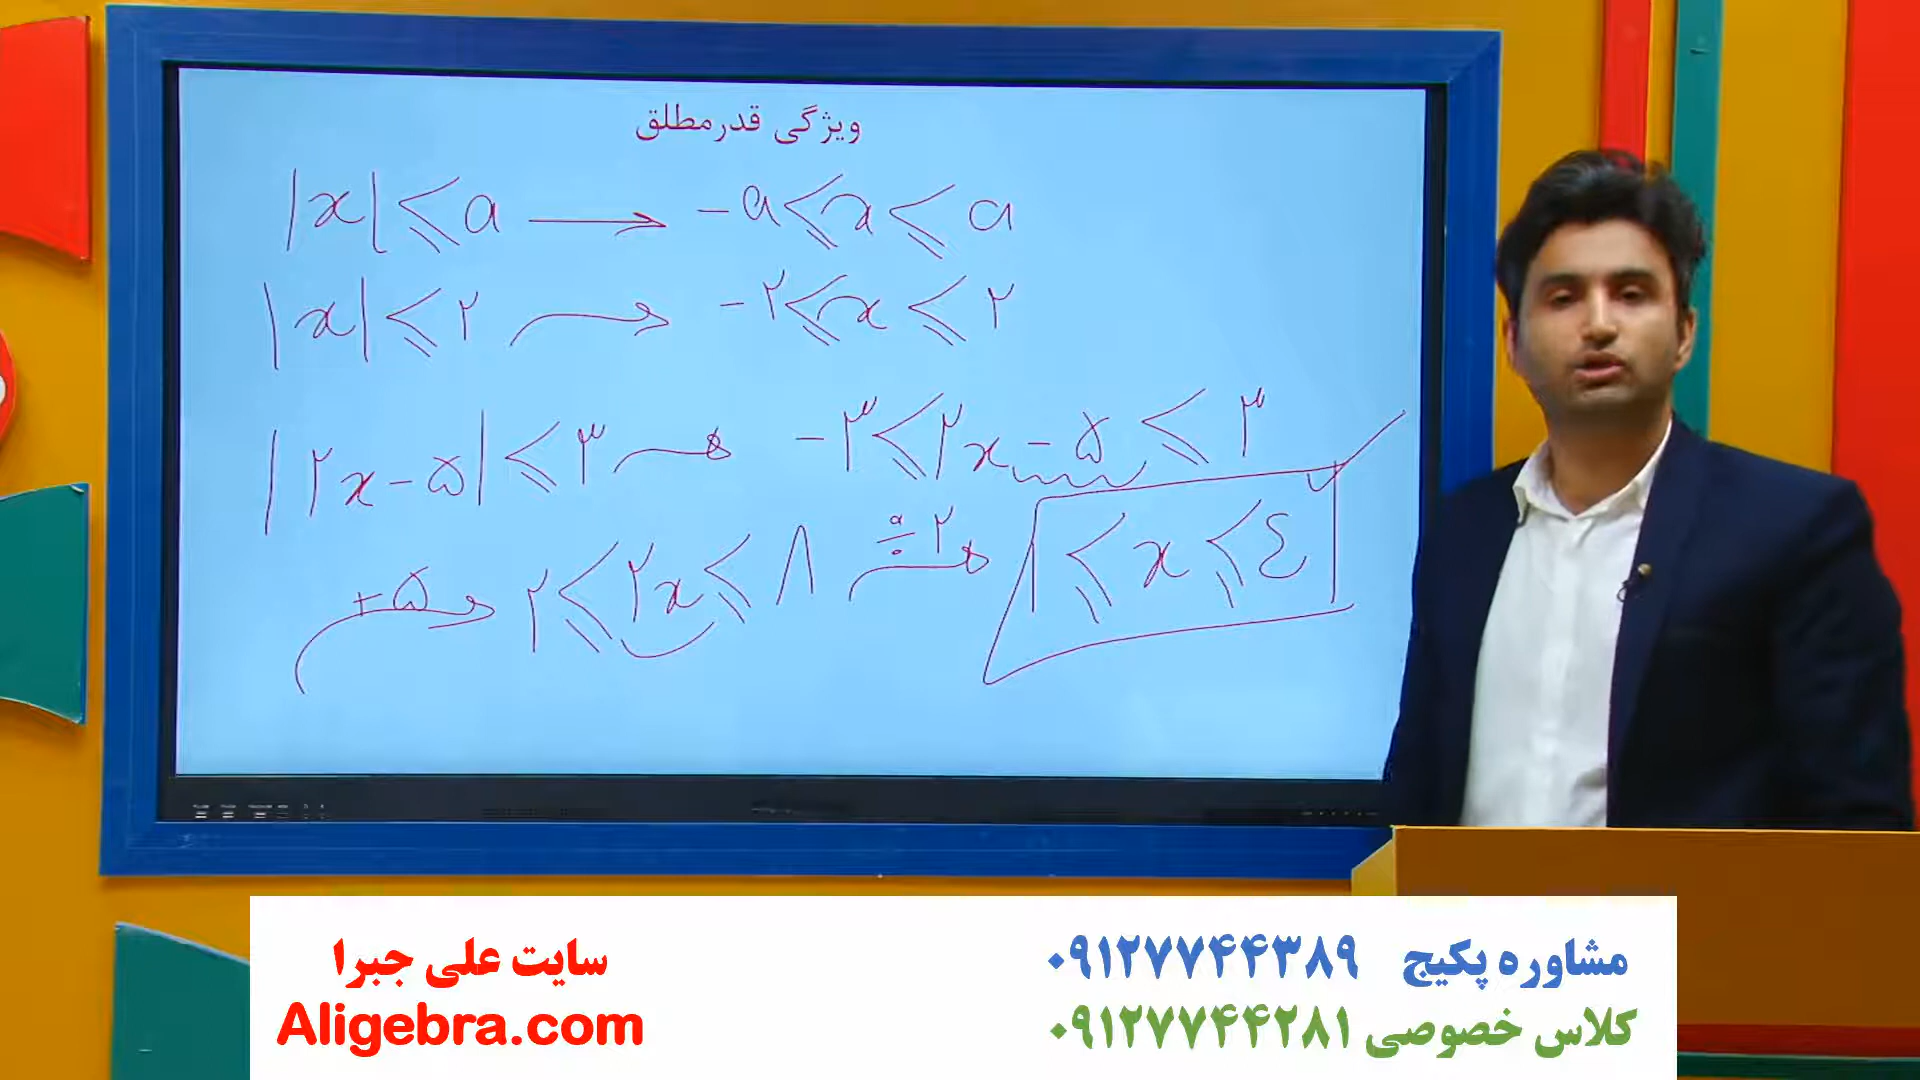 ویژگی قدرمطلق
|x| ⩽ a ⟶ -a ⩽ x ⩽ a
|x| ⩽ ۲ ⟶ -۲ ⩽ x ⩽ ۲
|۲x-۵| ⩽ ۳ ⟶ -۳ ⩽ ۲x-۵ ⩽ ۳
+۵ ⟶ ۲ ⩽ ۲x ⩽ ۸ ÷۲ ⟶ ۱ ⩽ x ⩽ ٤
مشاوره پکیج ۰۹۱۲۷۷۴۴۳۸۹
کلاس خصوصی ۰۹۱۲۷۷۴۴۲۸۱
سایت علی جبرا
Aligebra.com